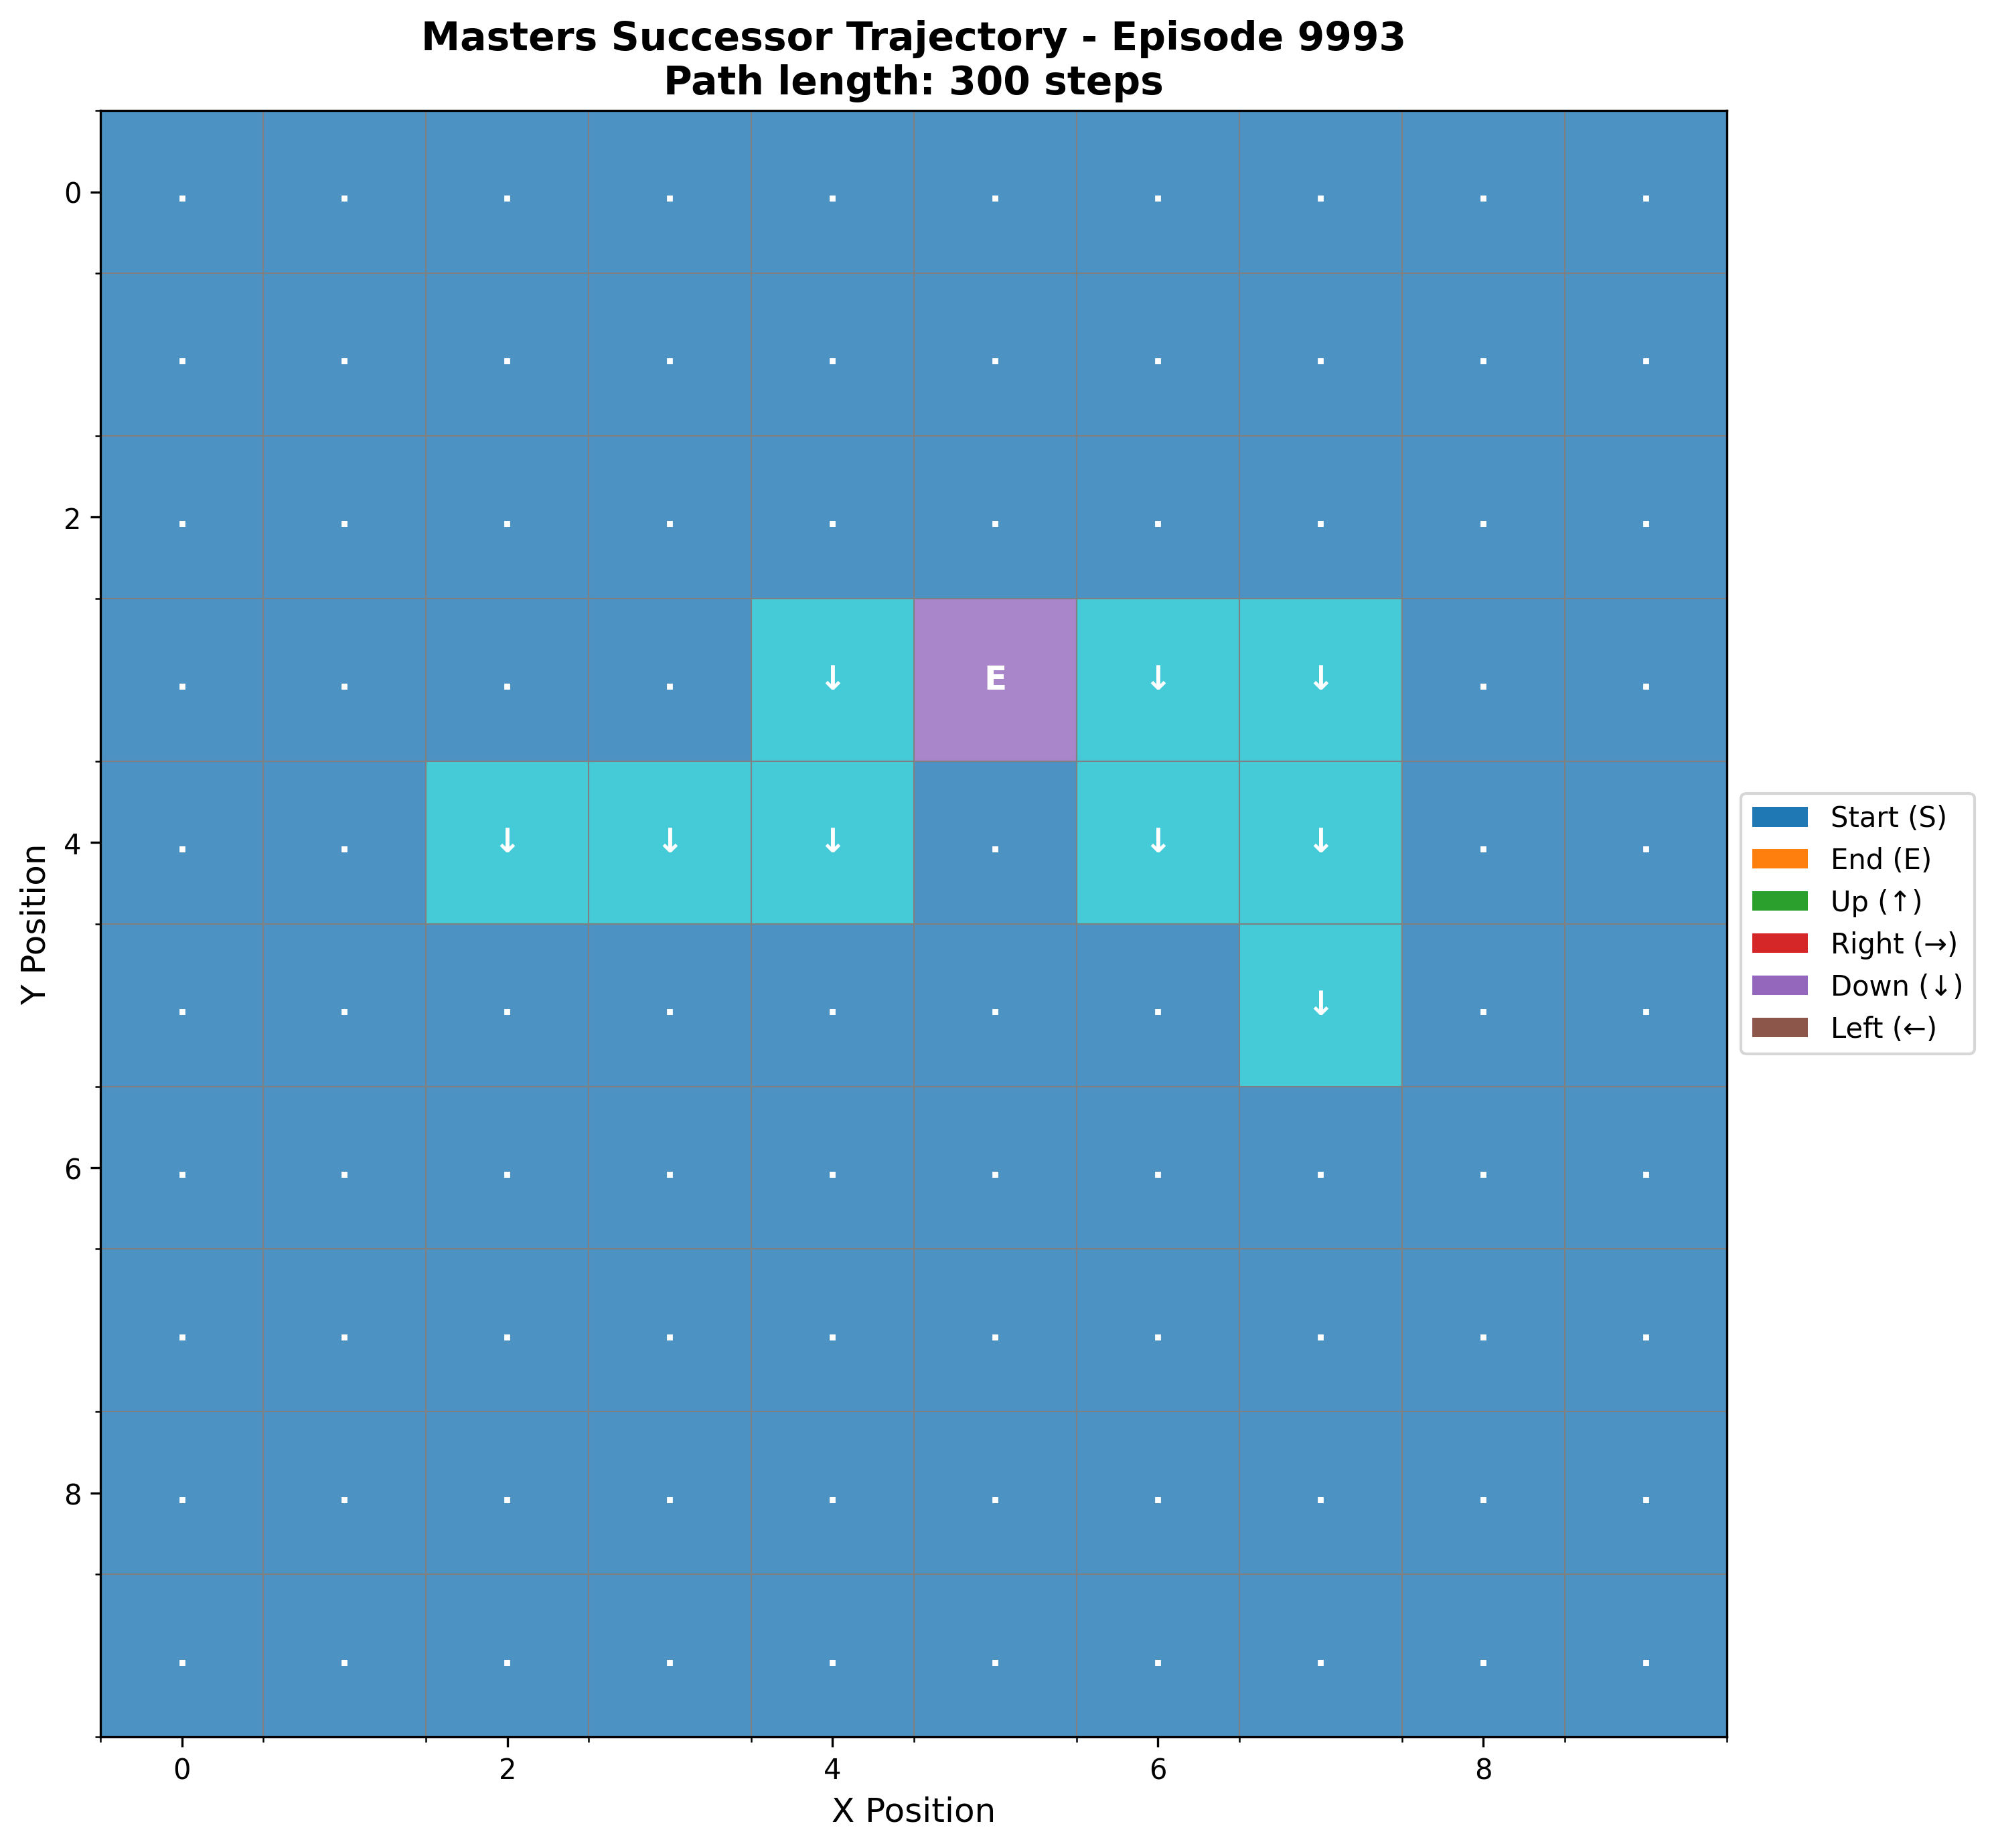 Masters Successor Trajectory - Episode 9993
Path length: 300 steps
0
. . . . . . . . . .
. . . . . . . . . .
2
. . . . . . . . . .
. . . . ↓ E ↓ ↓ . .
4
. . ↓ ↓ ↓ . ↓ ↓ . .
. . . . . . . ↓ . .
6
. . . . . . . . . .
. . . . . . . . . .
8
. . . . . . . . . .
. . . . . . . . . .
Y Position
0 2 4 6 8
X Position
Start (S)
End (E)
Up (↑)
Right (→)
Down (↓)
Left (←)